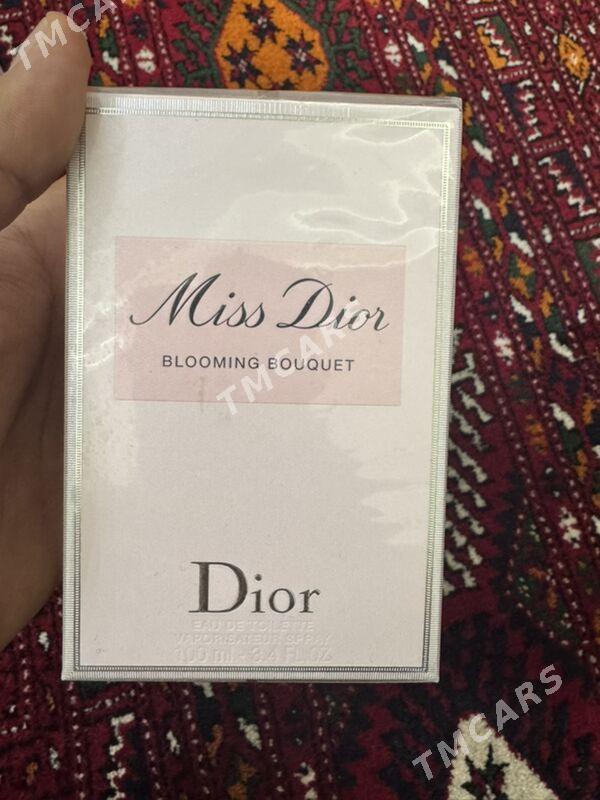 TMCARS
Miss Dior
BLOOMING BOUQUET
TMCARS
Dior
EAU DE TOILETTE
VAPORISATEUR SPRAY
100 ml - 3.4 FL.OZ
TMCARS